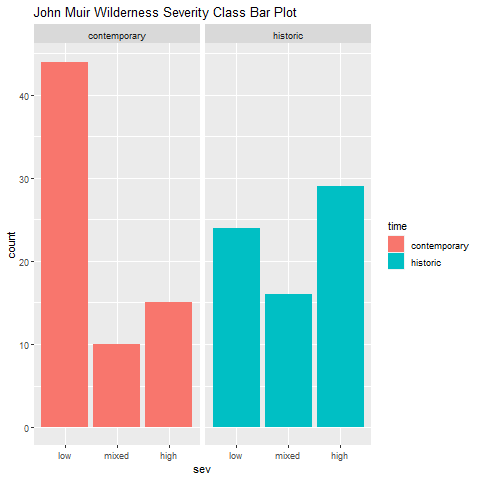 John Muir Wilderness Severity Class Bar Plot
contemporary historic
40
30
20
10
0
count
low mixed high low mixed high
sev
time
contemporary
historic